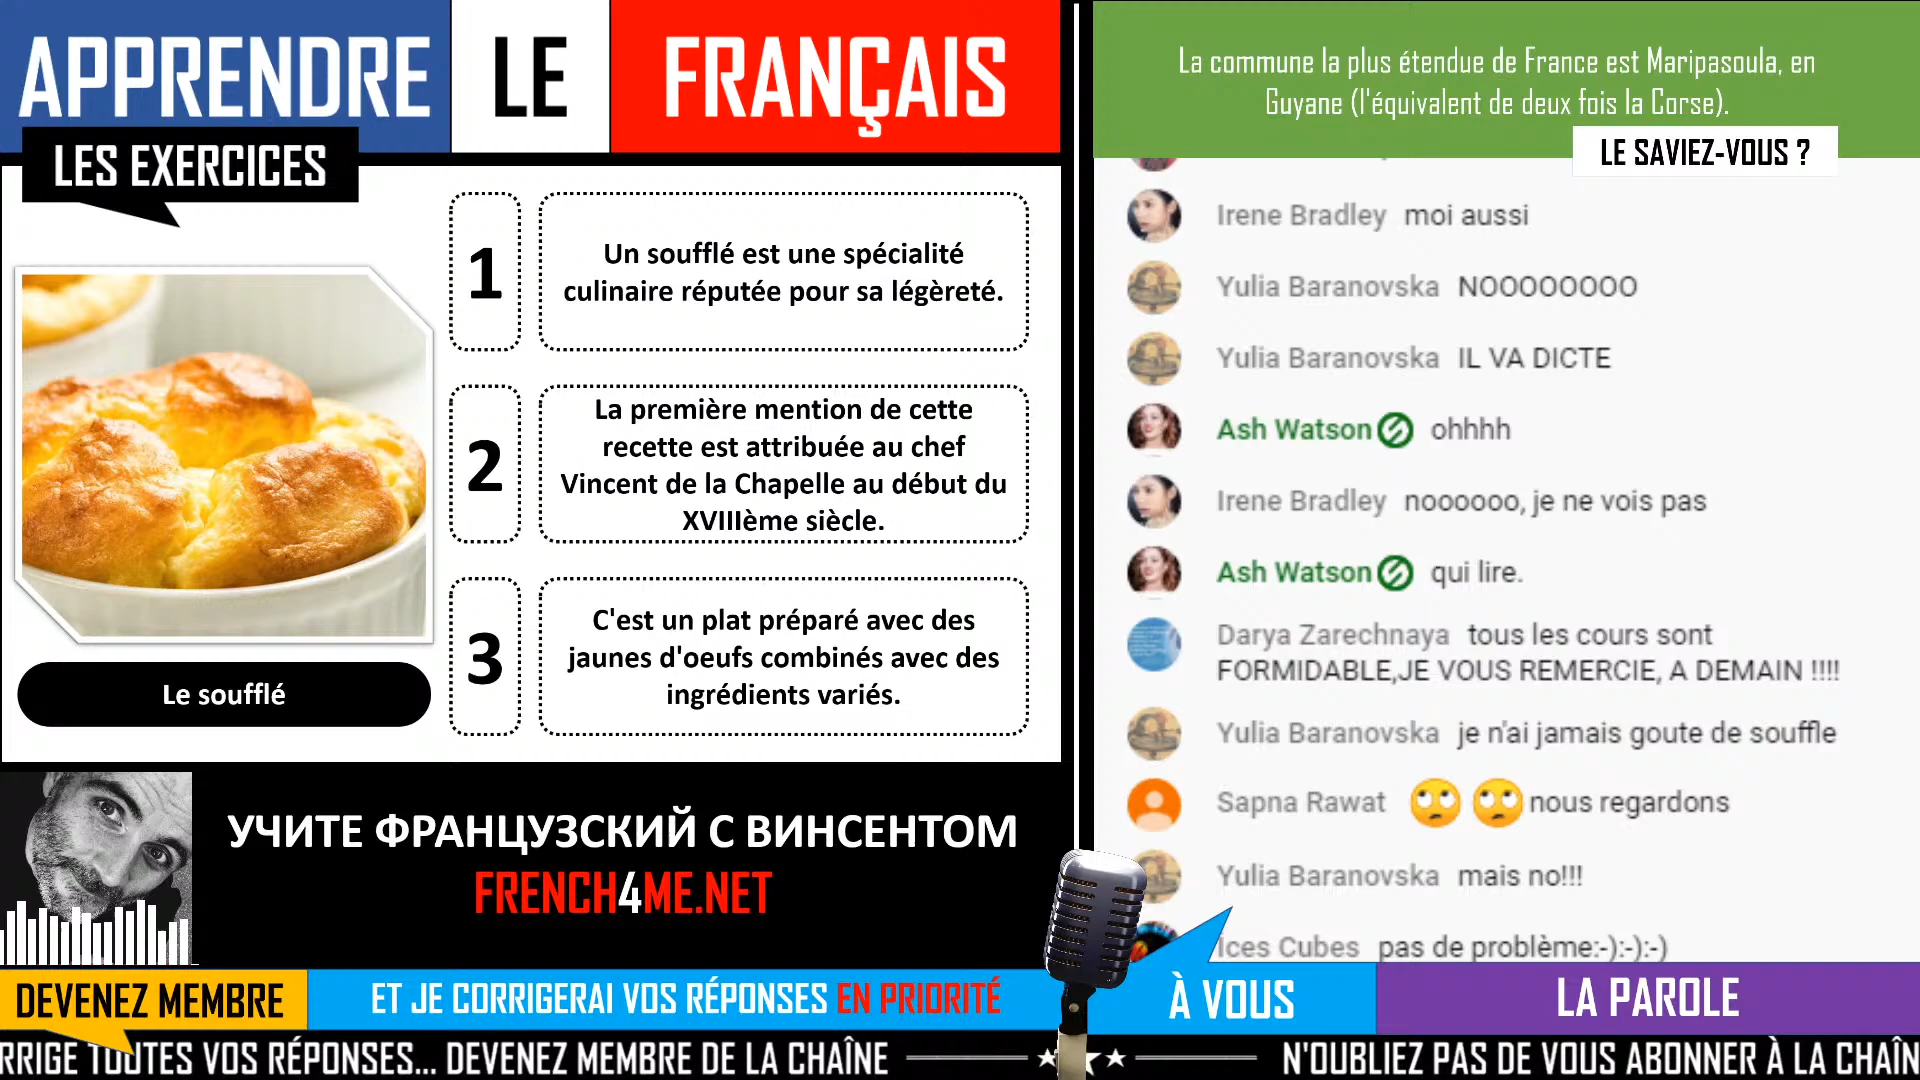 APPRENDRE LE FRANÇAIS
LES EXERCICES
1
Un soufflé est une spécialité
culinaire réputée pour sa légèreté.
2
La première mention de cette
recette est attribuée au chef
Vincent de la Chapelle au début du
XVIIIème siècle.
3
C'est un plat préparé avec des
jaunes d'oeufs combinés avec des
ingrédients variés.
Le soufflé
УЧИТЕ ФРАНЦУЗСКИЙ С ВИНСЕНТОМ
FRENCH4ME.NET
La commune la plus étendue de France est Maripasoula, en
Guyane (l'équivalent de deux fois la Corse).
LE SAVIEZ-VOUS ?
Irene Bradley moi aussi
Yulia Baranovska NOOOOOOOO
Yulia Baranovska IL VA DICTE
Ash Watson ohhhh
Irene Bradley noooooo, je ne vois pas
Ash Watson qui lire.
Darya Zarechnaya tous les cours sont
FORMIDABLE,JE VOUS REMERCIE, A DEMAIN !!!!
Yulia Baranovska je n'ai jamais goute de souffle
Sapna Rawat 🙄🙄nous regardons
Yulia Baranovska mais no!!!
Ices Cubes pas de problème:-):-):-)
DEVENEZ MEMBRE
ET JE CORRIGERAI VOS RÉPONSES EN PRIORITÉ
À VOUS
LA PAROLE
RRIGE TOUTES VOS RÉPONSES... DEVENEZ MEMBRE DE LA CHAÎNE
N'OUBLIEZ PAS DE VOUS ABONNER À LA CHAÎN